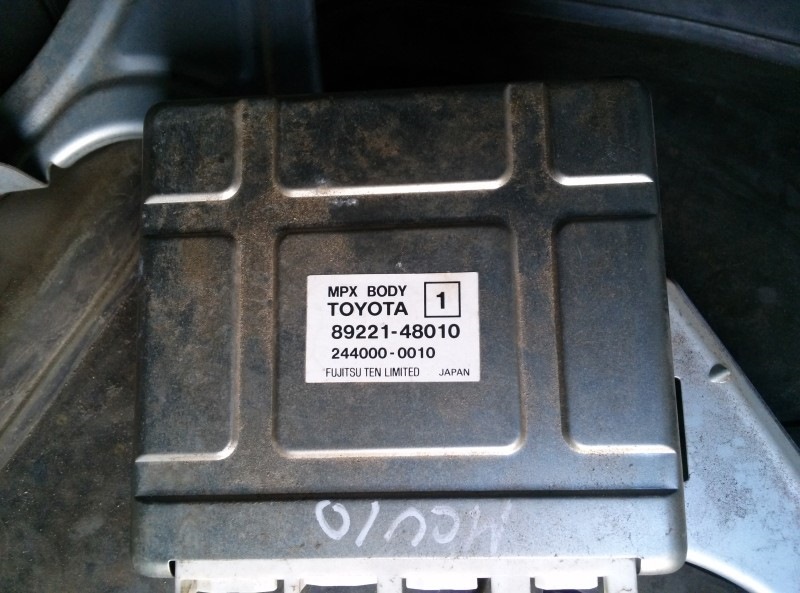 MPX BODY
TOYOTA 1
89221-48010
244000-0010
FUJITSU TEN LIMITED JAPAN
MCU10